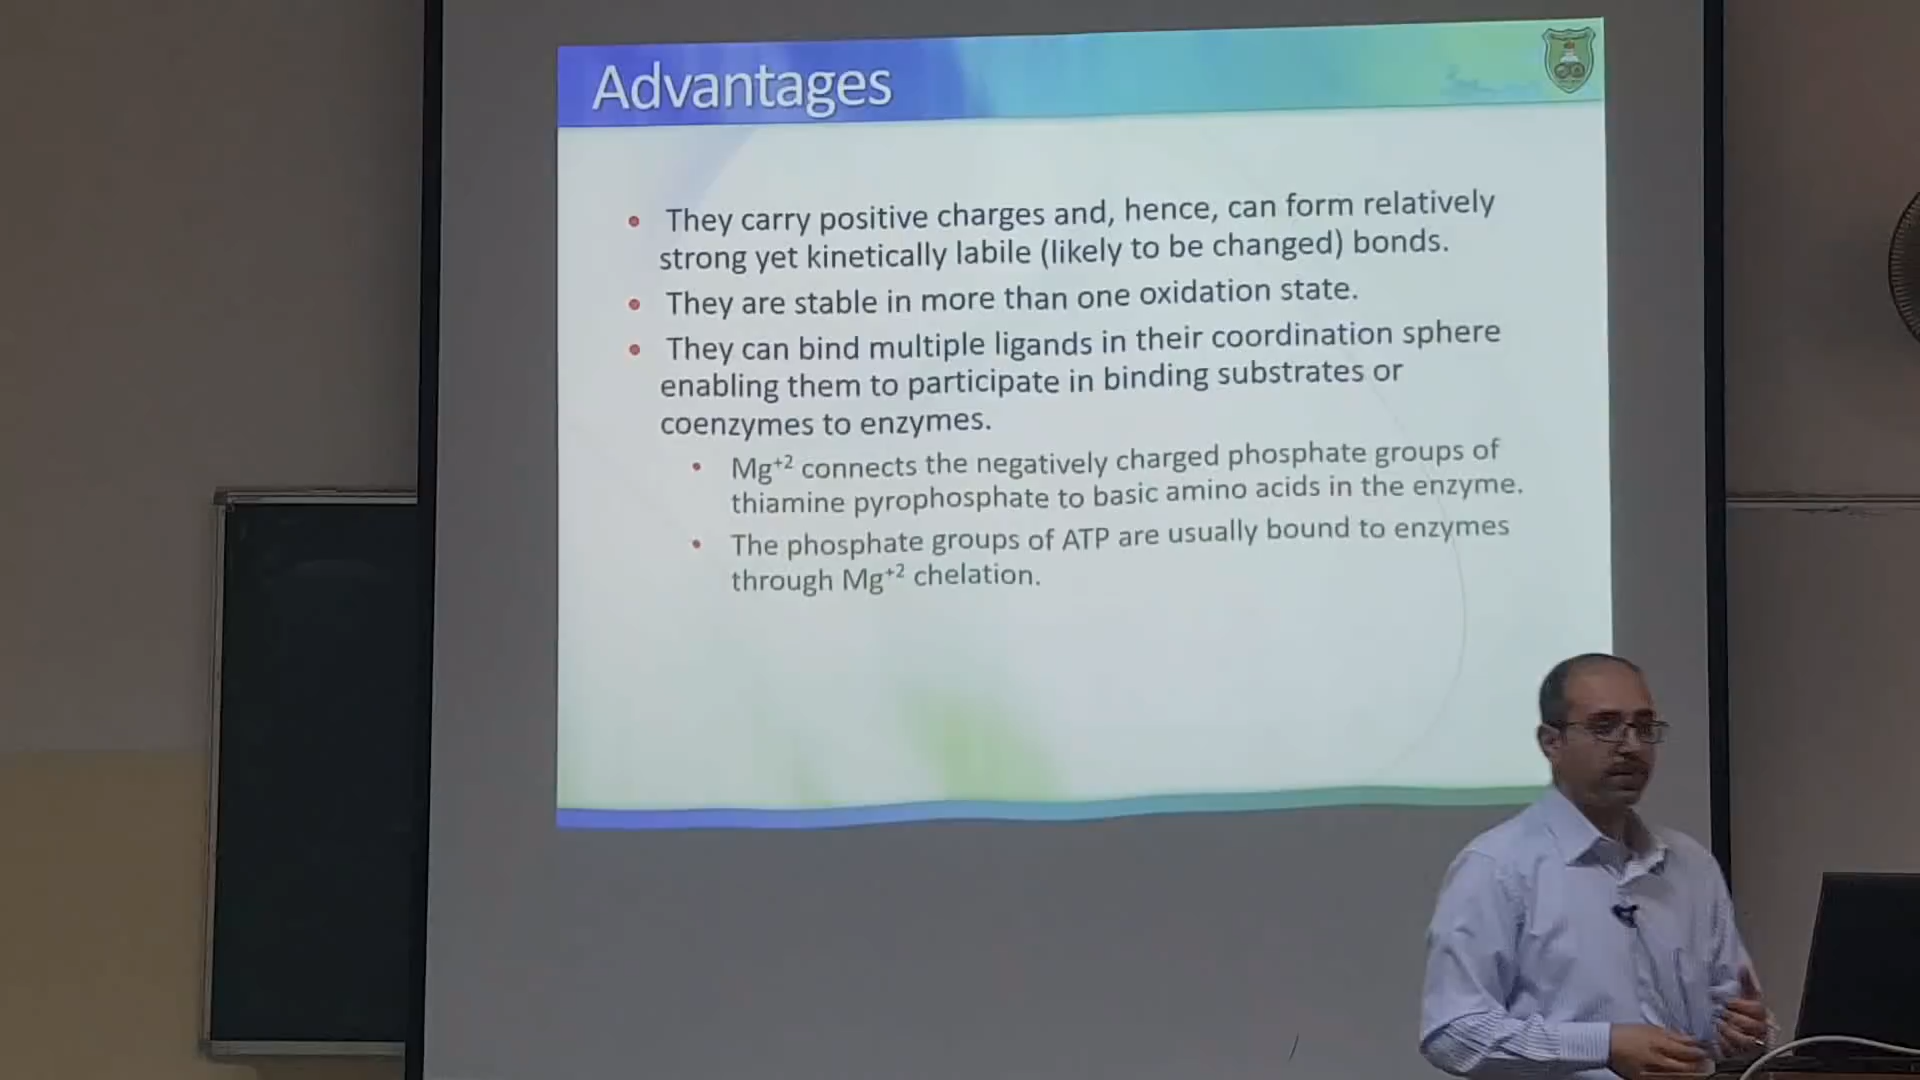 Advantages
• They carry positive charges and, hence, can form relatively
strong yet kinetically labile (likely to be changed) bonds.
• They are stable in more than one oxidation state.
• They can bind multiple ligands in their coordination sphere
enabling them to participate in binding substrates or
coenzymes to enzymes.
• Mg+2 connects the negatively charged phosphate groups of
thiamine pyrophosphate to basic amino acids in the enzyme.
• The phosphate groups of ATP are usually bound to enzymes
through Mg+2 chelation.